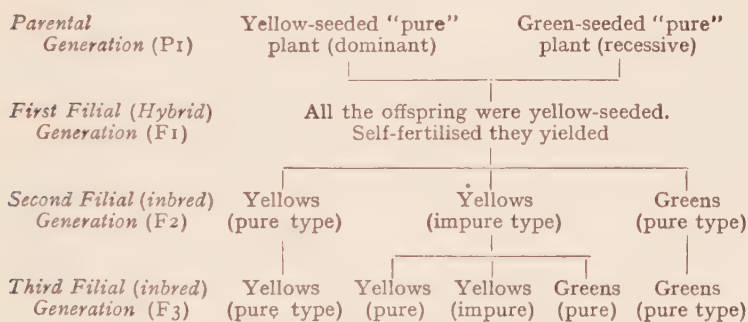 Parental Yellow-seeded “pure” Green-seeded “pure”
Generation (P1) plant (dominant) plant (recessive)
First Filial (Hybrid) All the offspring were yellow-seeded.
Generation (F1) Self-fertilised they yielded
Second Filial (inbred) Yellows Yellows Greens
Generation (F2) (pure type) (impure type) (pure type)
Third Filial (inbred) Yellows Yellows Yellows Greens Greens
Generation (F3) (pure type) (pure) (impure) (pure) (pure type)